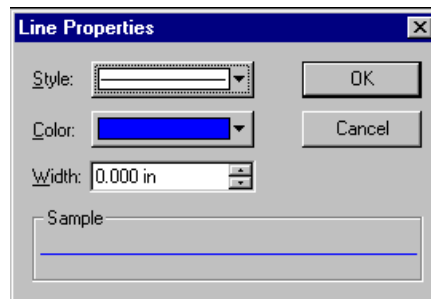 Line Properties
Style:
OK
Color:
Cancel
Width: 0.000 in
Sample